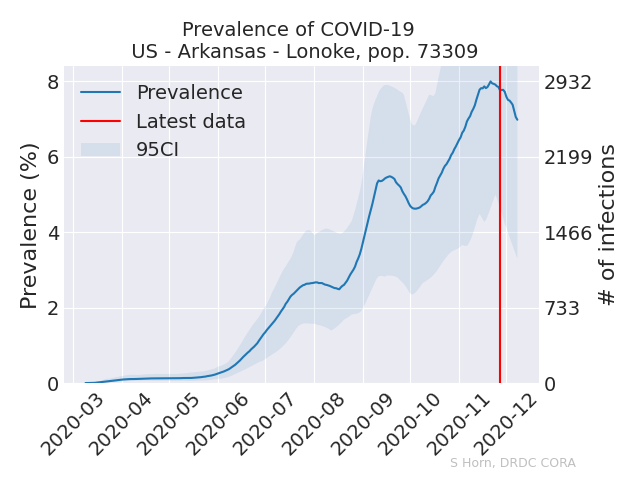 Prevalence of COVID-19
US - Arkansas - Lonoke, pop. 73309
Prevalence
Latest data
95CI
Prevalence (%)
8
6
4
2
0
2932
2199
1466
733
0
# of infections
2020-03
2020-04
2020-05
2020-06
2020-07
2020-08
2020-09
2020-10
2020-11
2020-12
S Horn, DRDC CORA